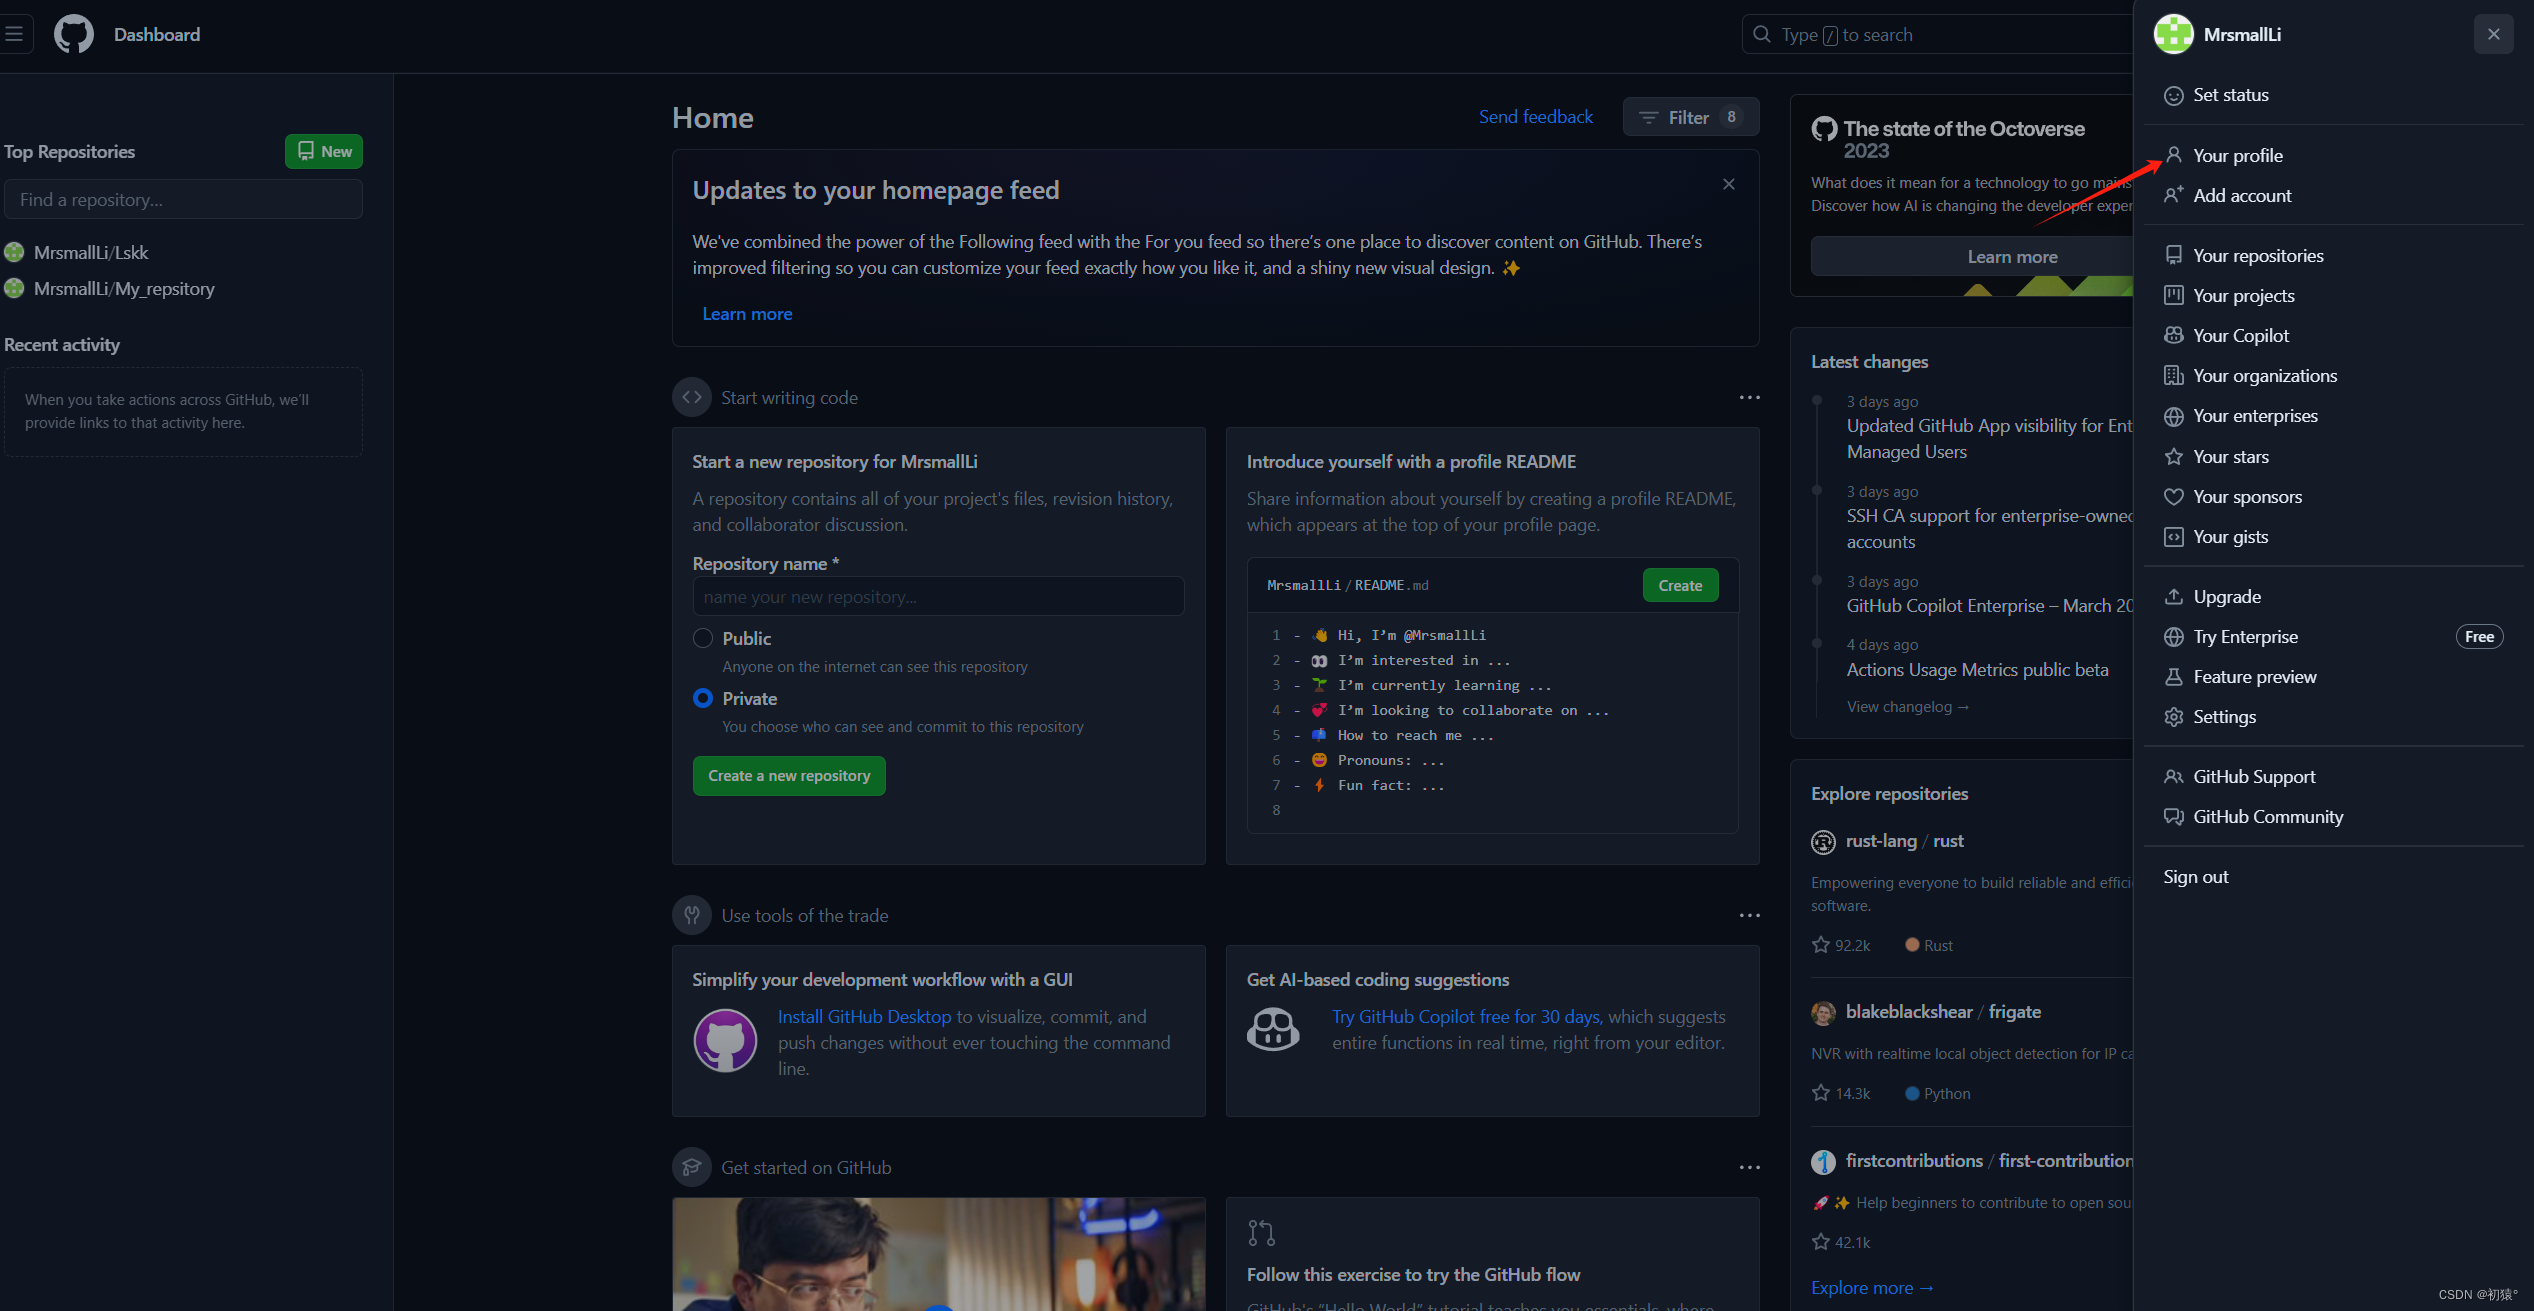 Dashboard
Type / to search
MrsmallLi
Top Repositories
New
Find a repository...
MrsmallLi/Lskk
MrsmallLi/My_repsitory
Recent activity
When you take actions across GitHub, we'll
provide links to that activity here.
Home
Send feedback
Filter 8
Updates to your homepage feed
We've combined the power of the Following feed with the For you feed so there's one place to discover content on GitHub. There's
improved filtering so you can customize your feed exactly how you like it, and a shiny new visual design. ✨
Learn more
Start writing code
Start a new repository for MrsmallLi
A repository contains all of your project's files, revision history,
and collaborator discussion.
Repository name *
name your new repository...
Public
Anyone on the internet can see this repository
Private
You choose who can see and commit to this repository
Create a new repository
Introduce yourself with a profile README
Share information about yourself by creating a profile README,
which appears at the top of your profile page.
MrsmallLi / README.md
Create
1 - 👋 Hi, I'm @MrsmallLi
2 - 👀 I'm interested in ...
3 - 🌱 I'm currently learning ...
4 - 💞️ I'm looking to collaborate on ...
5 - 📫 How to reach me ...
6 - 😄 Pronouns: ...
7 - ⚡ Fun fact: ...
8
Use tools of the trade
Simplify your development workflow with a GUI
Install GitHub Desktop to visualize, commit, and
push changes without ever touching the command
line.
Get AI-based coding suggestions
Try GitHub Copilot free for 30 days, which suggests
entire functions in real time, right from your editor.
Get started on GitHub
Follow this exercise to try the GitHub flow
GitHub's "Hello World" tutorial teaches you essentials, where
The state of the Octoverse
2023
What does it mean for a technology to go mains
Discover how AI is changing the developer exper
Learn more
Latest changes
3 days ago
Updated GitHub App visibility for Ent
Managed Users
3 days ago
SSH CA support for enterprise-owned
accounts
3 days ago
GitHub Copilot Enterprise – March 20
4 days ago
Actions Usage Metrics public beta
View changelog →
Explore repositories
rust-lang / rust
Empowering everyone to build reliable and effici
software.
92.2k Rust
blakeblackshear / frigate
NVR with realtime local object detection for IP ca
14.3k Python
firstcontributions / first-contribution
🚀✨ Help beginners to contribute to open sou
42.1k
Explore more →
Set status
Your profile
Add account
Your repositories
Your projects
Your Copilot
Your organizations
Your enterprises
Your stars
Your sponsors
Your gists
Upgrade
Try Enterprise Free
Feature preview
Settings
GitHub Support
GitHub Community
Sign out
CSDN @初猿°